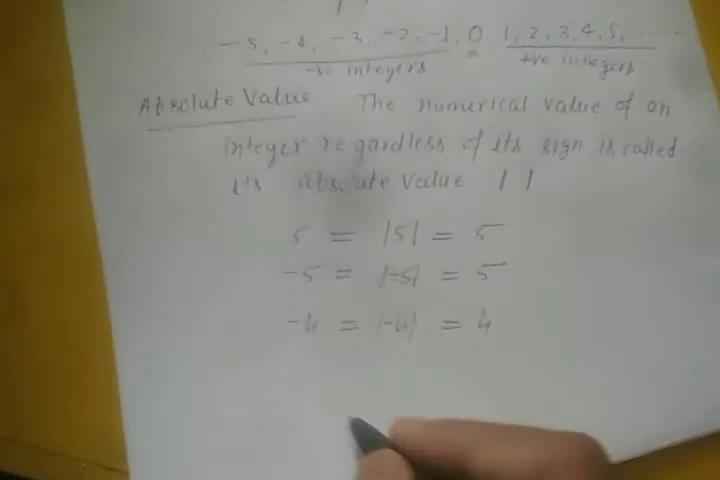 -5, -4, -3, -2, -1, 0, 1, 2, 3, 4, 5, ......
-ve integers +ve integers
Absolute Value The numerical value of an
integer regardless of its sign is called
its absolute value | |
5 = |5| = 5
-5 = |-5| = 5
-4 = |-4| = 4